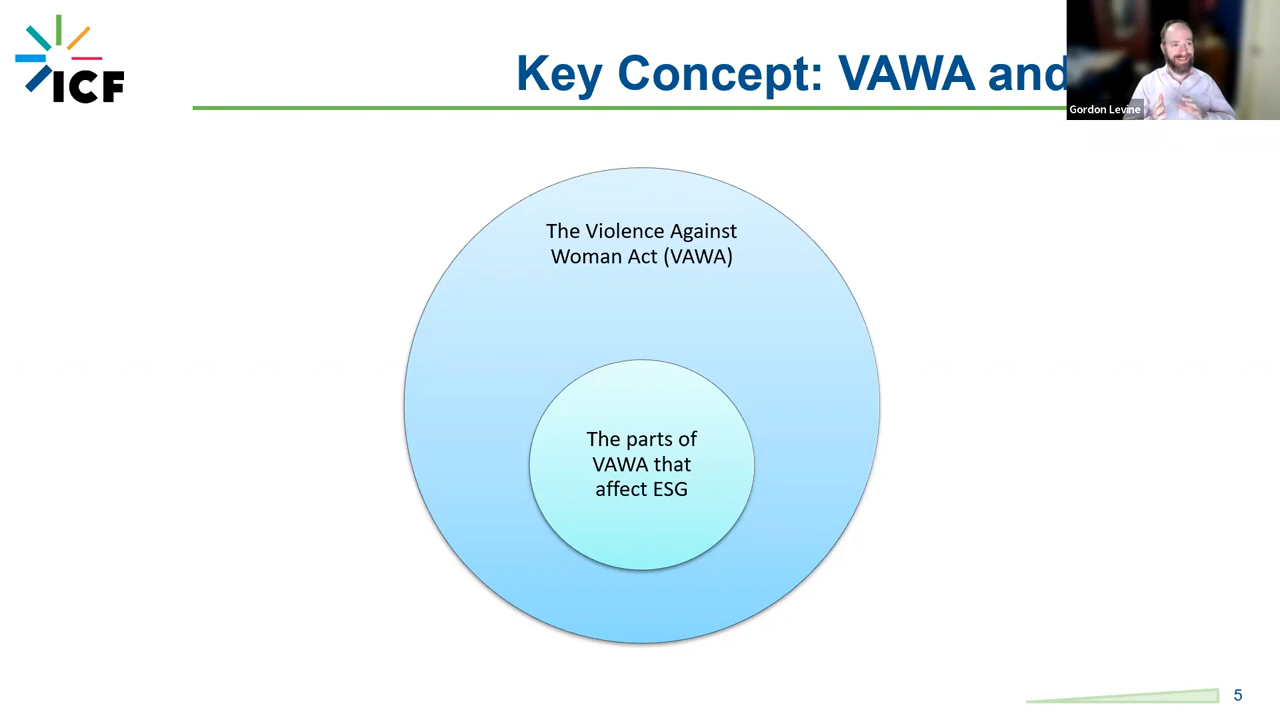 ICF
Key Concept: VAWA and
Gordon Levine
The Violence Against
Woman Act (VAWA)
The parts of
VAWA that
affect ESG
5